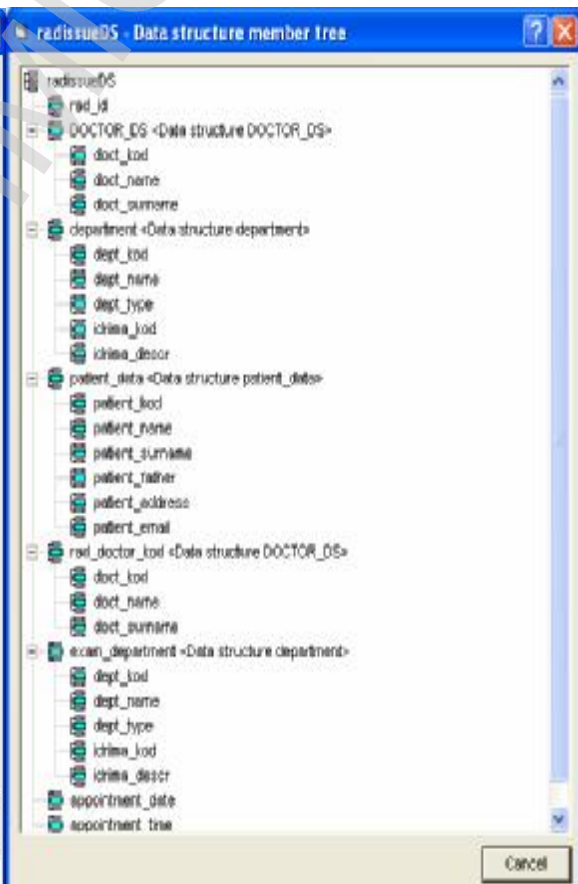 radissueDS - Data structure member tree
radissueDS
rad_id
DOCTOR_DS <Data structure DOCTOR_DS>
doct_kod
doct_name
doct_surname
department <Data structure department>
dept_kod
dept_name
dept_type
idrima_kod
idrima_descr
patient_data <Data structure patient_data>
patient_kod
patient_name
patient_surname
patient_father
patient_address
patient_email
rad_doctor_kod <Data structure DOCTOR_DS>
doct_kod
doct_name
doct_surname
exam_department <Data structure department>
dept_kod
dept_name
dept_type
idrima_kod
idrima_descr
appointment_date
appointment_time
Cancel